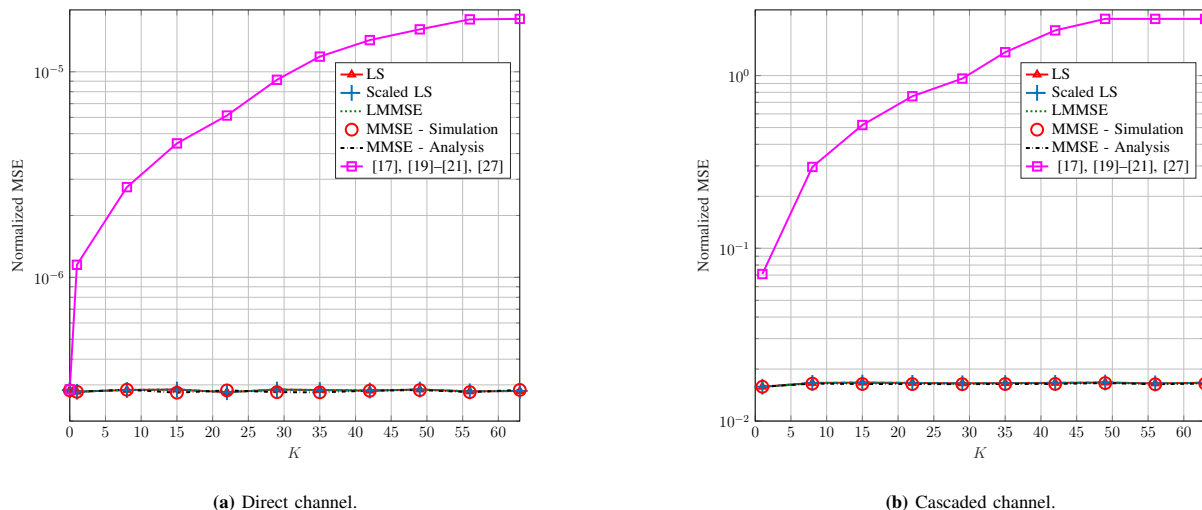 10^{-5}
10^{-6}
Normalized MSE
0 5 10 15 20 25 30 35 40 45 50 55 60
K
LS
Scaled LS
LMMSE
MMSE - Simulation
MMSE - Analysis
[17], [19]–[21], [27]
(a) Direct channel.
10^{0}
10^{-1}
10^{-2}
Normalized MSE
0 5 10 15 20 25 30 35 40 45 50 55 60
K
LS
Scaled LS
LMMSE
MMSE - Simulation
MMSE - Analysis
[17], [19]–[21], [27]
(b) Cascaded channel.